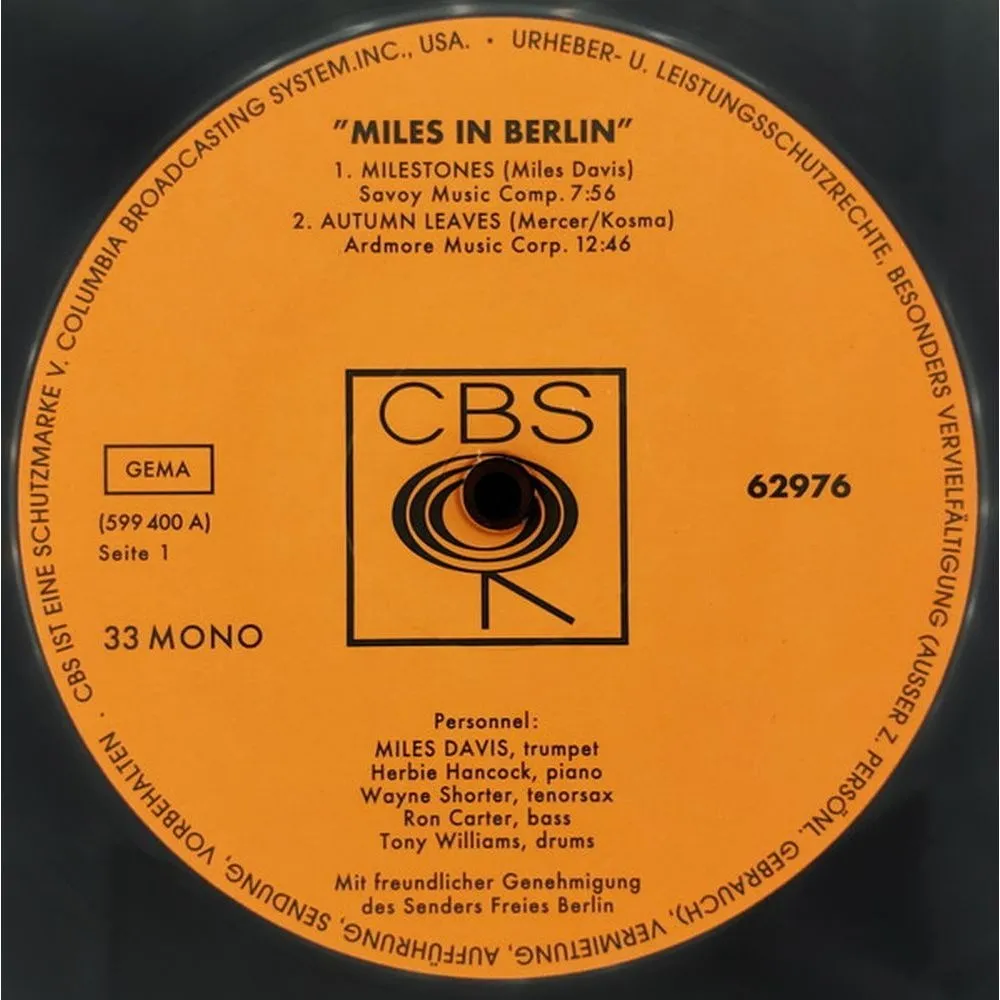 "MILES IN BERLIN"
1. MILESTONES (Miles Davis)
Savoy Music Comp. 7:56
2. AUTUMN LEAVES (Mercer/Kosma)
Ardmore Music Corp. 12:46
CBS
GEMA
(599 400 A)
Seite 1
62976
33 MONO
Personnel:
MILES DAVIS, trumpet
Herbie Hancock, piano
Wayne Shorter, tenorsax
Ron Carter, bass
Tony Williams, drums
Mit freundlicher Genehmigung
des Senders Freies Berlin
CBS IST EINE SCHUTZMARKE V. COLUMBIA BROADCASTING SYSTEM.INC., USA. · URHEBER- U. LEISTUNGSSCHUTZRECHTE, BESONDERS VERVIELFÄLTIGUNG (AUSSER Z. PERSÖNL. GEBRAUCH), VERMIETUNG, AUFFÜHRUNG, SENDUNG, VORBEHALTEN ·